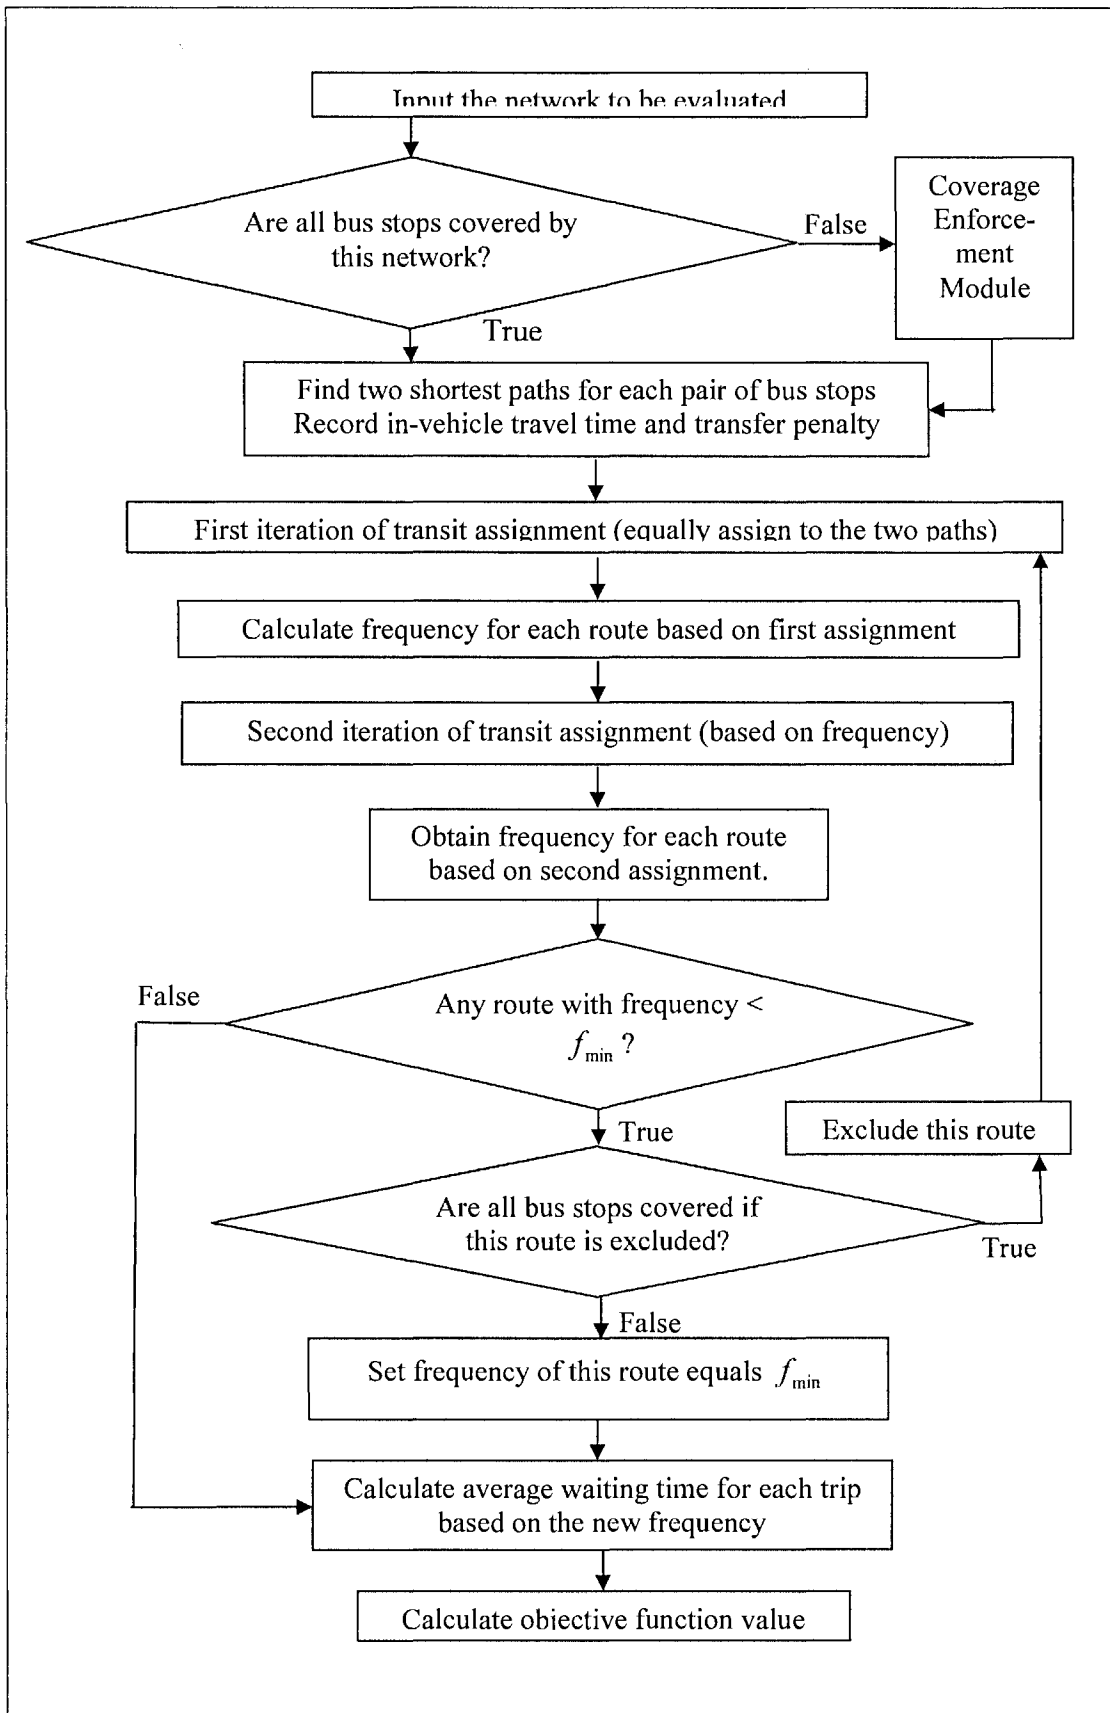 Input the network to be evaluated
Are all bus stops covered by
this network?
False
Coverage
Enforce-
ment
Module
True
Find two shortest paths for each pair of bus stops
Record in-vehicle travel time and transfer penalty
First iteration of transit assignment (equally assign to the two paths)
Calculate frequency for each route based on first assignment
Second iteration of transit assignment (based on frequency)
Obtain frequency for each route
based on second assignment.
False
Any route with frequency <
f_min ?
True
Exclude this route
Are all bus stops covered if
this route is excluded?
True
False
Set frequency of this route equals f_min
Calculate average waiting time for each trip
based on the new frequency
Calculate objective function value